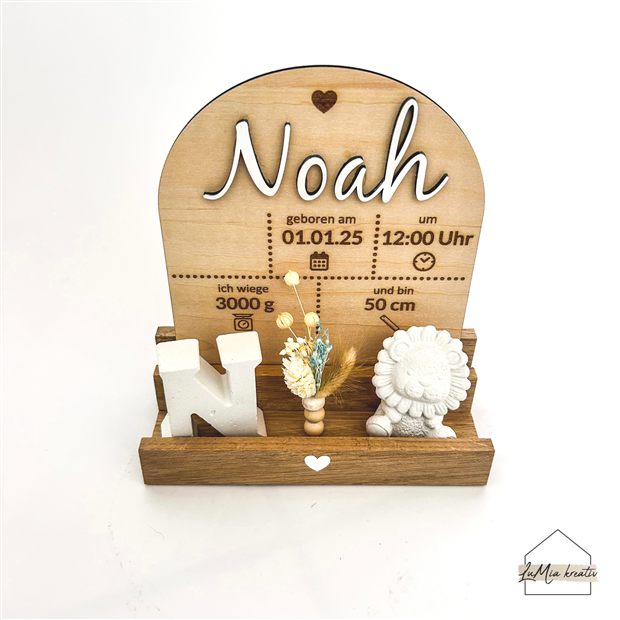 Noah
geboren am
01.01.25
um
12:00 Uhr
ich wiege
3000 g
und bin
50 cm
N
LuMia kreativ